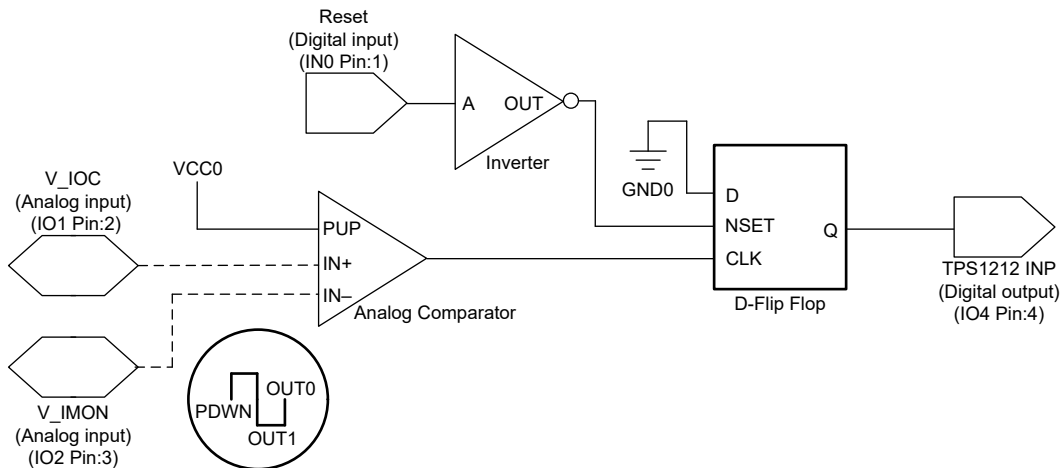 Reset
(Digital input)
(IN0 Pin:1)
A
OUT
Inverter
VCC0
V_IOC
(Analog input)
(IO1 Pin:2)
PUP
IN+
IN–
Analog Comparator
GND0
D
NSET
CLK
Q
D-Flip Flop
TPS1212 INP
(Digital output)
(IO4 Pin:4)
V_IMON
(Analog input)
(IO2 Pin:3)
PDWN
OUT0
OUT1